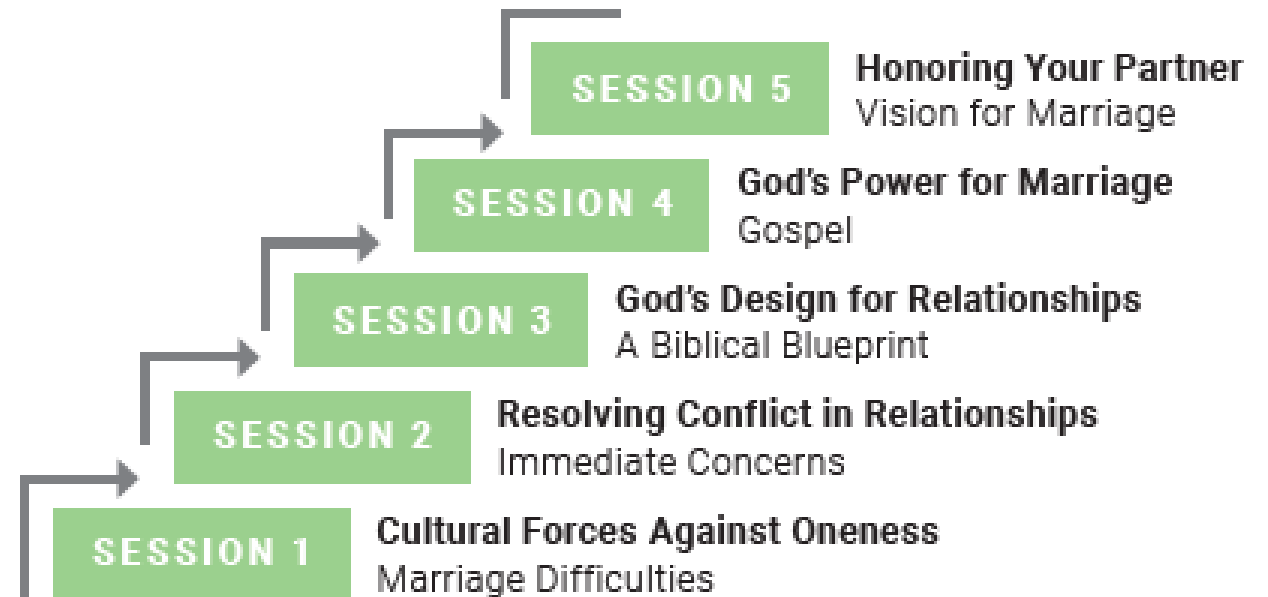 SESSION 5
Honoring Your Partner
Vision for Marriage
SESSION 4
God's Power for Marriage
Gospel
SESSION 3
God's Design for Relationships
A Biblical Blueprint
SESSION 2
Resolving Conflict in Relationships
Immediate Concerns
SESSION 1
Cultural Forces Against Oneness
Marriage Difficulties